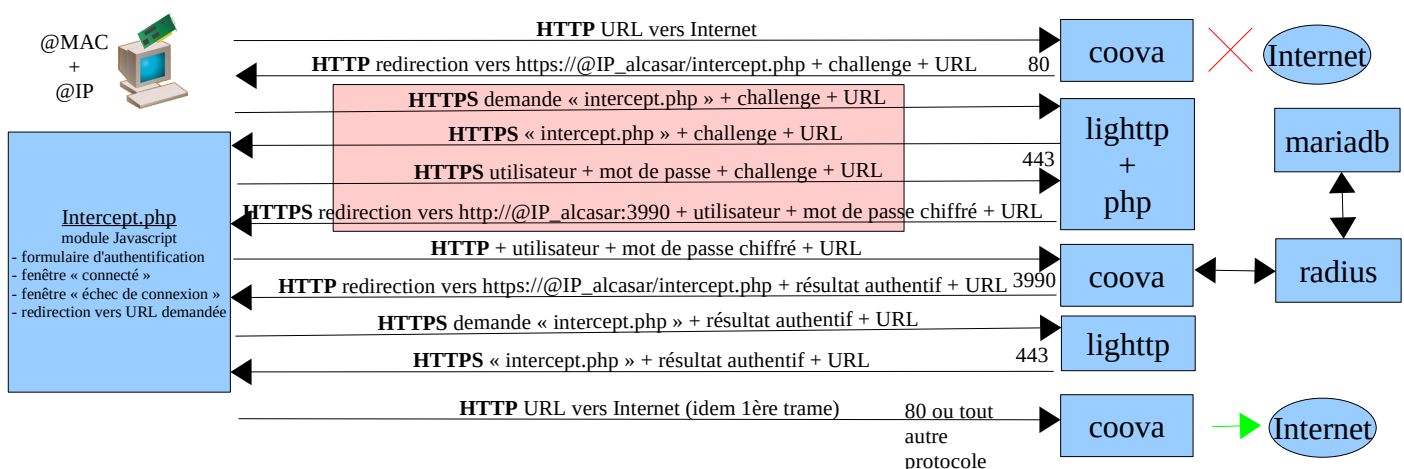 @MAC
+
@IP
HTTP URL vers Internet
coova
Internet
HTTP redirection vers https://@IP_alcasar/intercept.php + challenge + URL
80
HTTPS demande « intercept.php » + challenge + URL
HTTPS « intercept.php » + challenge + URL
lighttp
+
php
443
mariadb
HTTPS utilisateur + mot de passe + challenge + URL
HTTPS redirection vers http://@IP_alcasar:3990 + utilisateur + mot de passe chiffré + URL
Intercept.php
module Javascript
- formulaire d'authentification
- fenêtre « connecté »
- fenêtre « échec de connexion »
- redirection vers URL demandée
HTTP + utilisateur + mot de passe chiffré + URL
coova
radius
HTTP redirection vers https://@IP_alcasar/intercept.php + résultat authentif + URL
3990
HTTPS demande « intercept.php » + résultat authentif + URL
lighttp
HTTPS « intercept.php » + résultat authentif + URL
443
HTTP URL vers Internet (idem 1ère trame)
80 ou tout
autre
protocole
coova
Internet